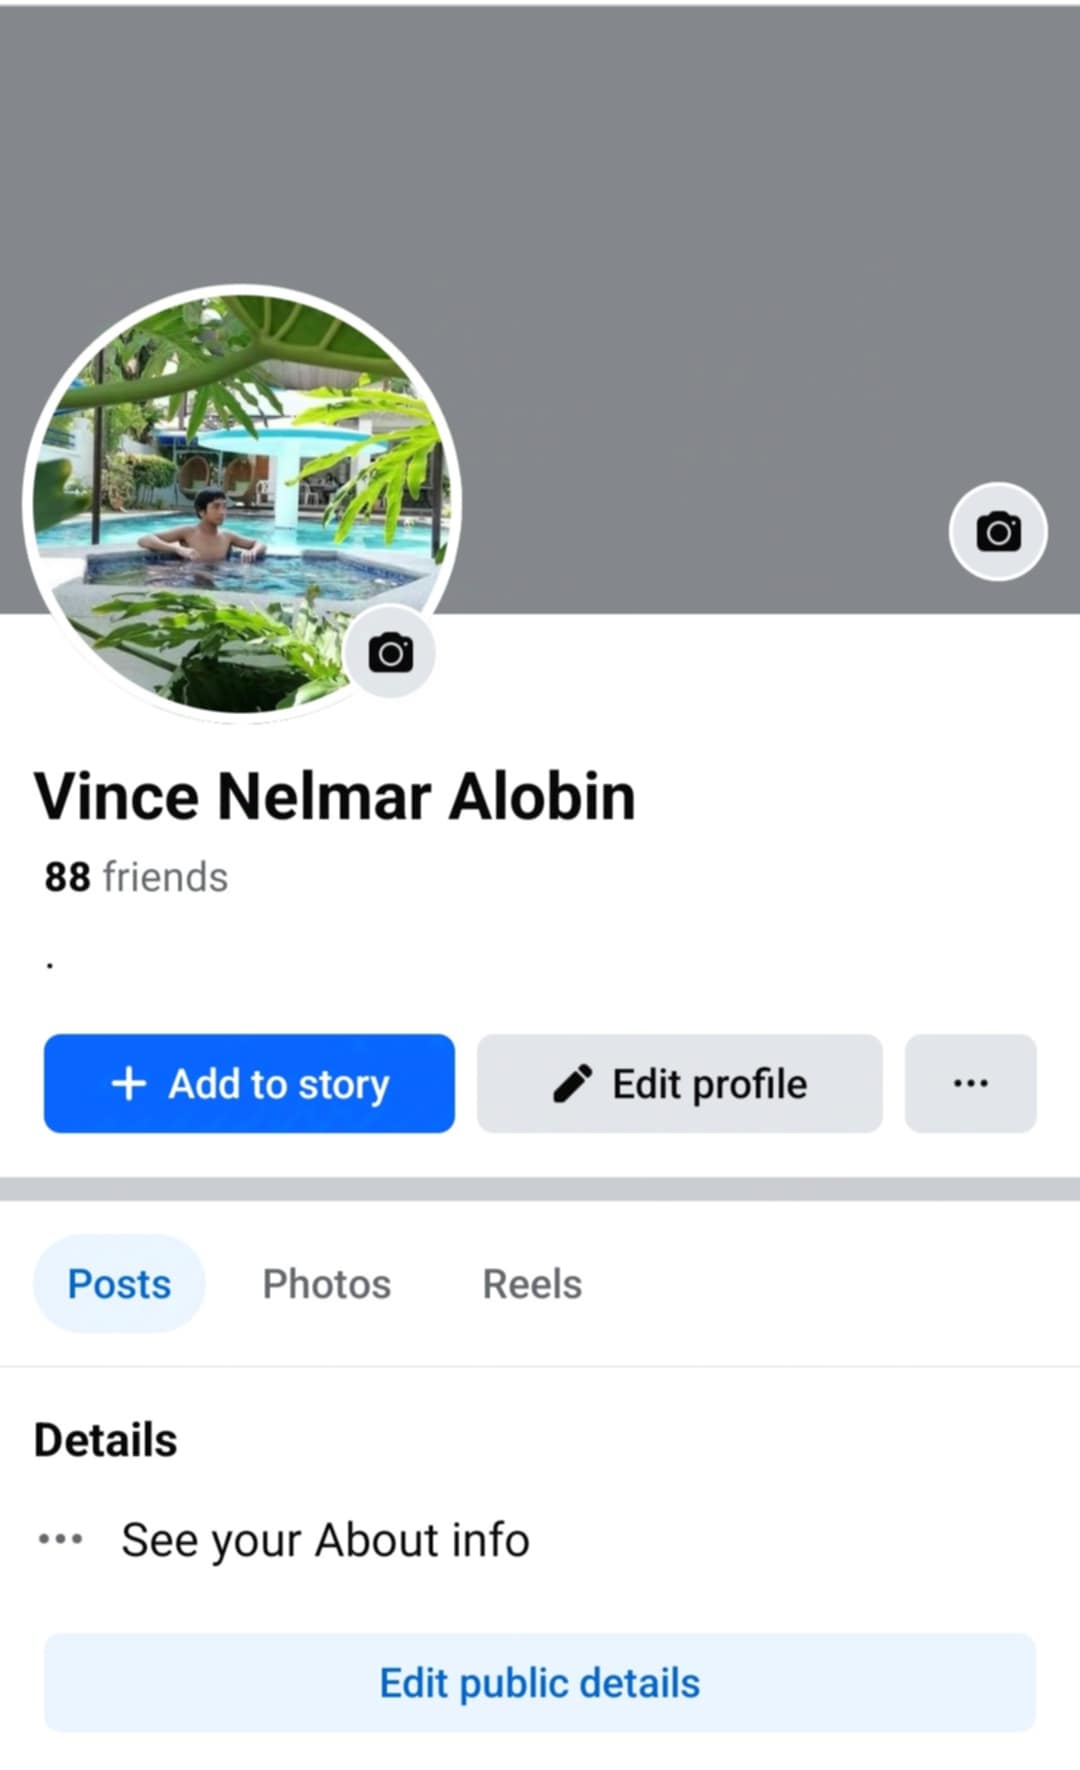 Vince Nelmar Alobin
88 friends
.
+ Add to story
Edit profile
...
Posts
Photos
Reels
Details
... See your About info
Edit public details